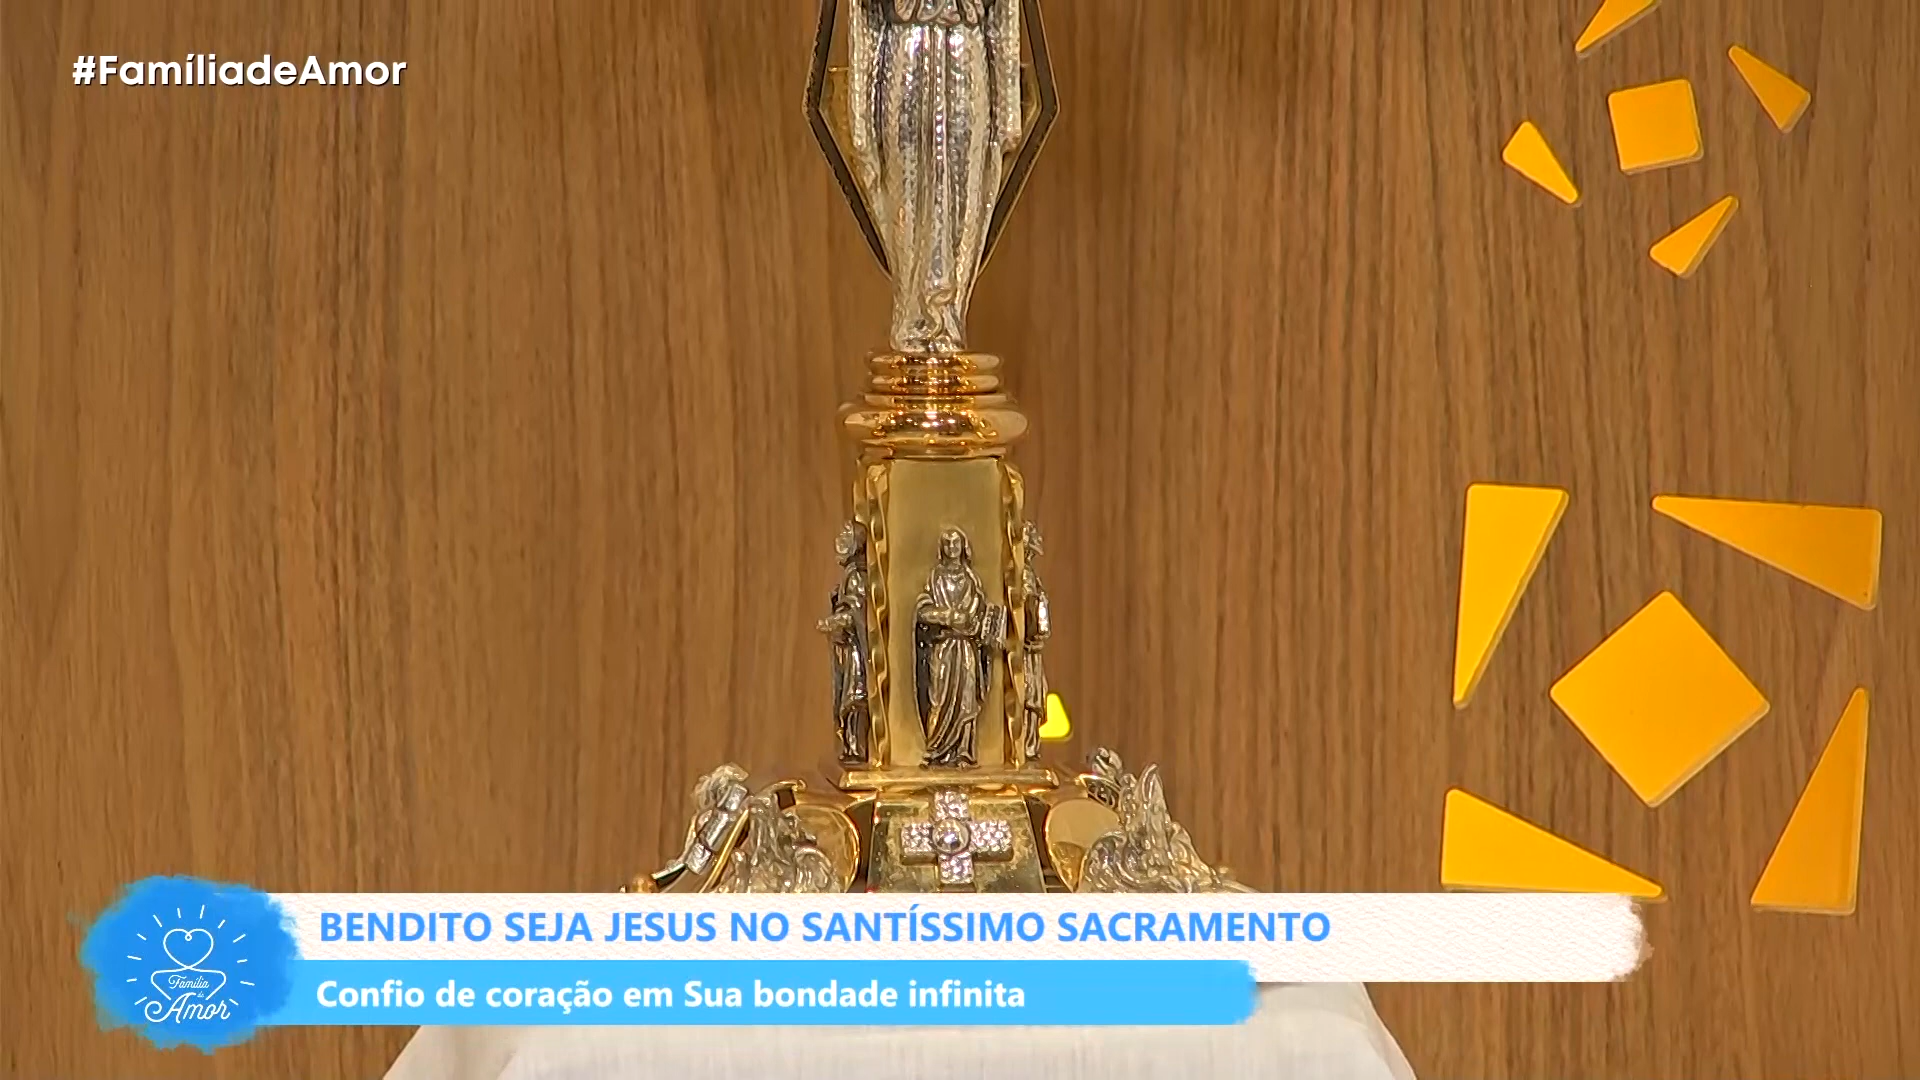 #FamíliadeAmor
BENDITO SEJA JESUS NO SANTÍSSIMO SACRAMENTO
Confio de coração em Sua bondade infinita
Família
de
Amor